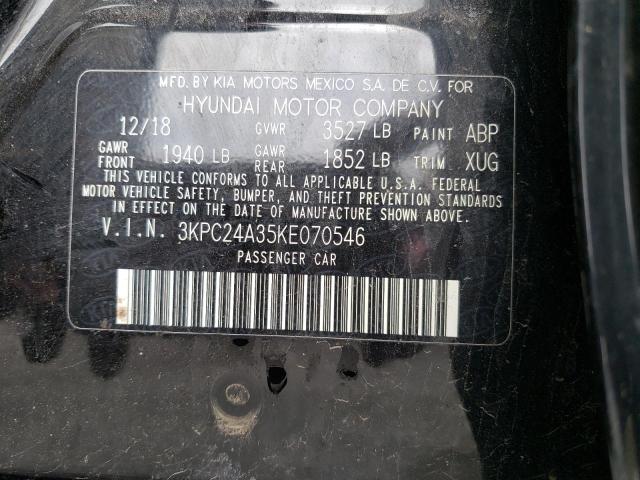 MFD. BY KIA MOTORS MEXICO S.A. DE C.V. FOR
HYUNDAI MOTOR COMPANY
12/18 GVWR 3527 LB PAINT ABP
GAWR FRONT 1940 LB GAWR REAR 1852 LB TRIM XUG
THIS VEHICLE CONFORMS TO ALL APPLICABLE U.S.A. FEDERAL
MOTOR VEHICLE SAFETY, BUMPER, AND THEFT PREVENTION STANDARDS
IN EFFECT ON THE DATE OF MANUFACTURE SHOWN ABOVE.
V.I.N. 3KPC24A35KE070546
PASSENGER CAR